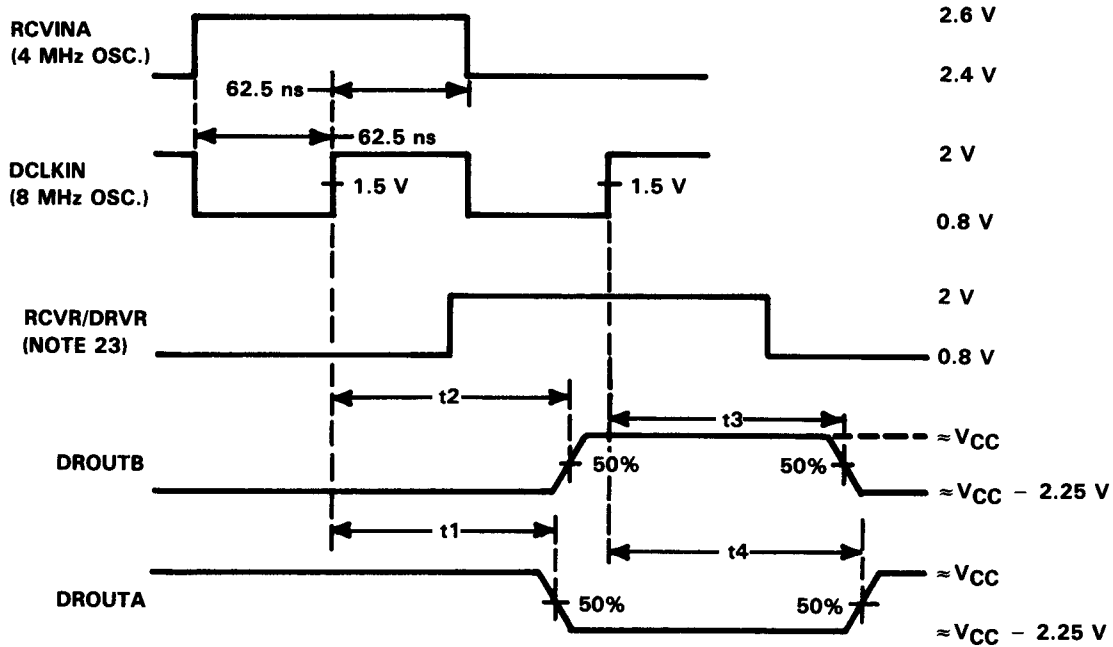 RCVINA
(4 MHz OSC.)
2.6 V
2.4 V
62.5 ns
62.5 ns
DCLKIN
(8 MHz OSC.)
2 V
1.5 V
1.5 V
0.8 V
RCVR/DRVR
(NOTE 23)
2 V
0.8 V
t2
t3
DROUTB
50%
50%
≈VCC
≈VCC − 2.25 V
t1
t4
DROUTA
50%
50%
≈VCC
≈VCC − 2.25 V